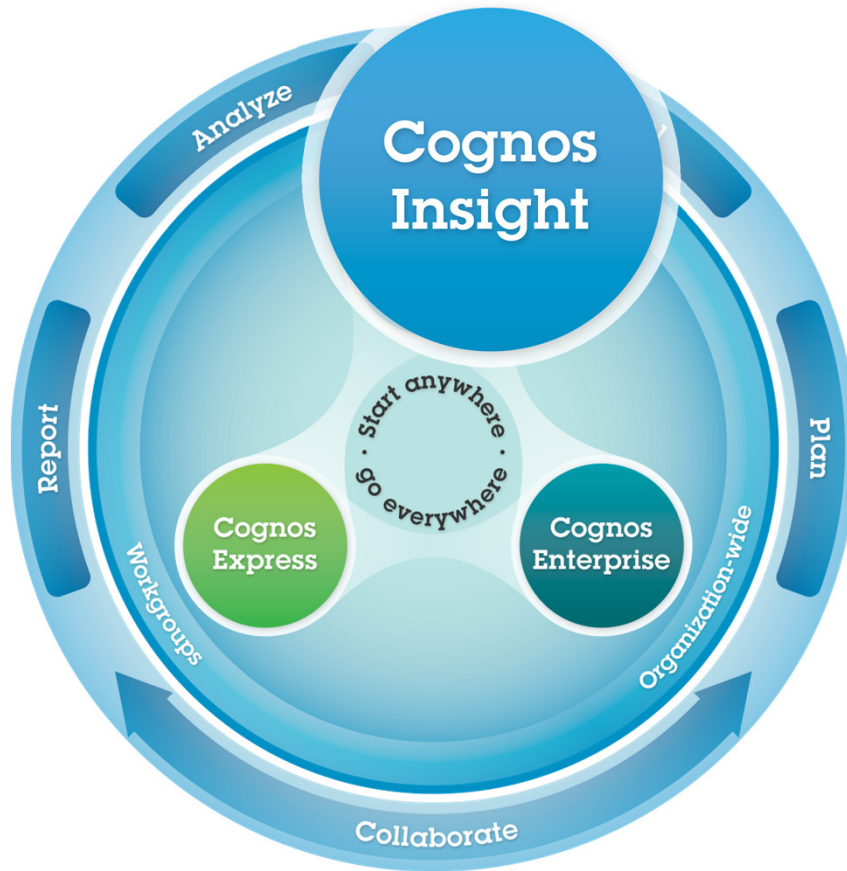 Analyze
Cognos
Insight
Report
Plan
· Start anywhere
· go everywhere
Cognos
Express
Cognos
Enterprise
Workgroups
Organization-wide
Collaborate